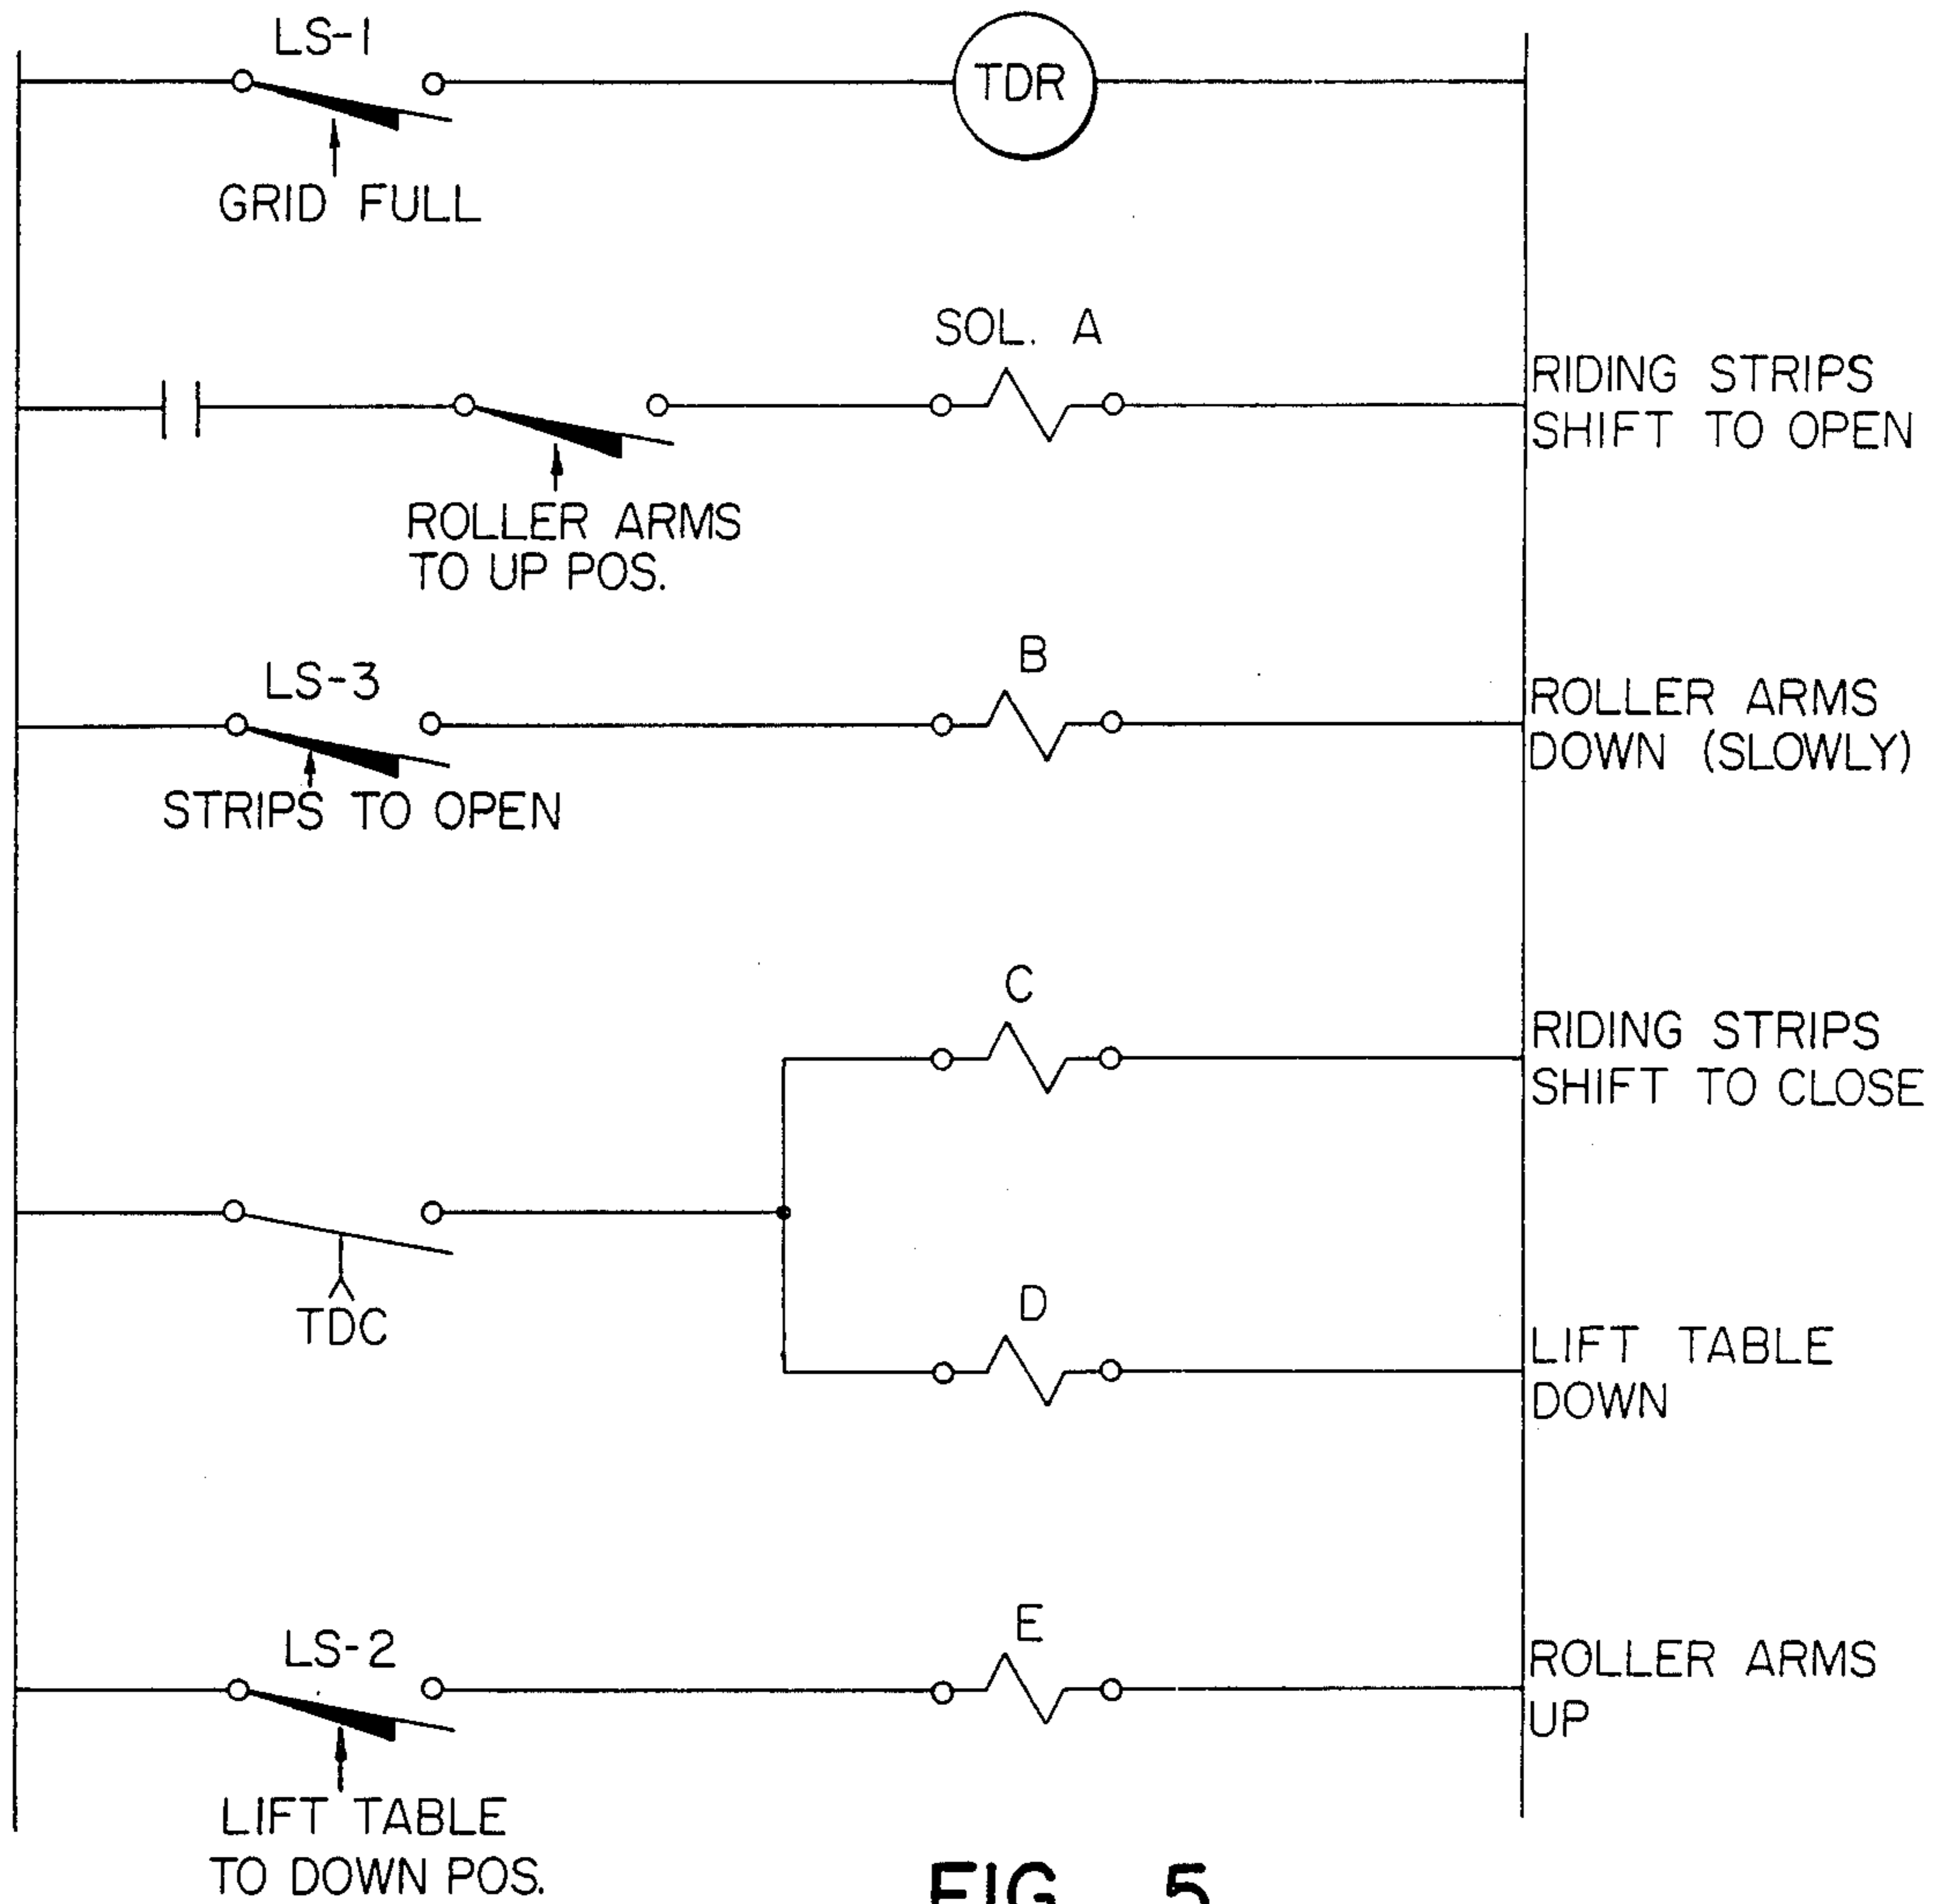 LS-1
TDR
GRID FULL
SOL. A
RIDING STRIPS
SHIFT TO OPEN
ROLLER ARMS
TO UP POS.
LS-3
B
ROLLER ARMS
DOWN (SLOWLY)
STRIPS TO OPEN
C
RIDING STRIPS
SHIFT TO CLOSE
TDC
D
LIFT TABLE
DOWN
LS-2
E
ROLLER ARMS
UP
LIFT TABLE
TO DOWN POS.
FIG. 5